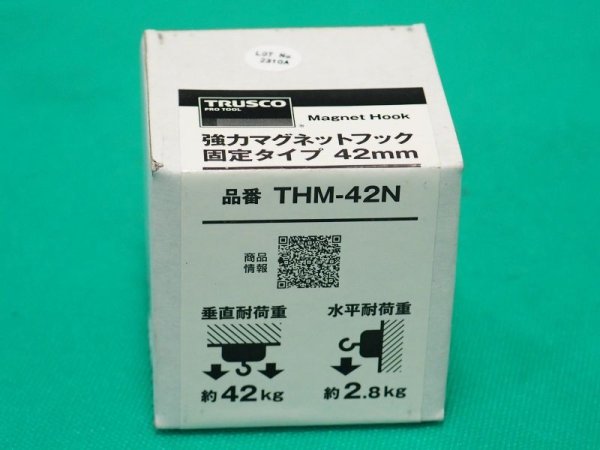 LOT No
2310A
TRUSCO
PRO TOOL
®
Magnet Hook
強力マグネットフック
固定タイプ 42mm
品番 THM-42N
商品
情報
垂直耐荷重
水平耐荷重
約42kg
約2.8kg